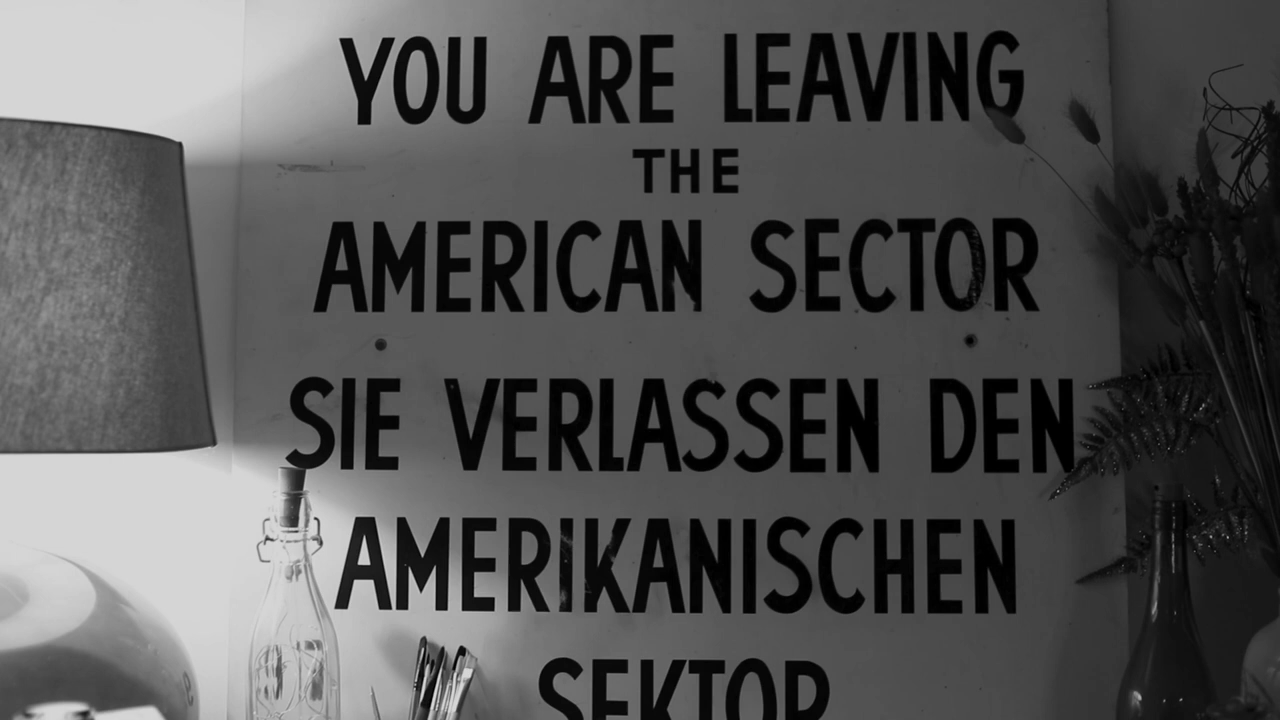 YOU ARE LEAVING
THE
AMERICAN SECTOR
SIE VERLASSEN DEN
AMERIKANISCHEN
SEKTOR